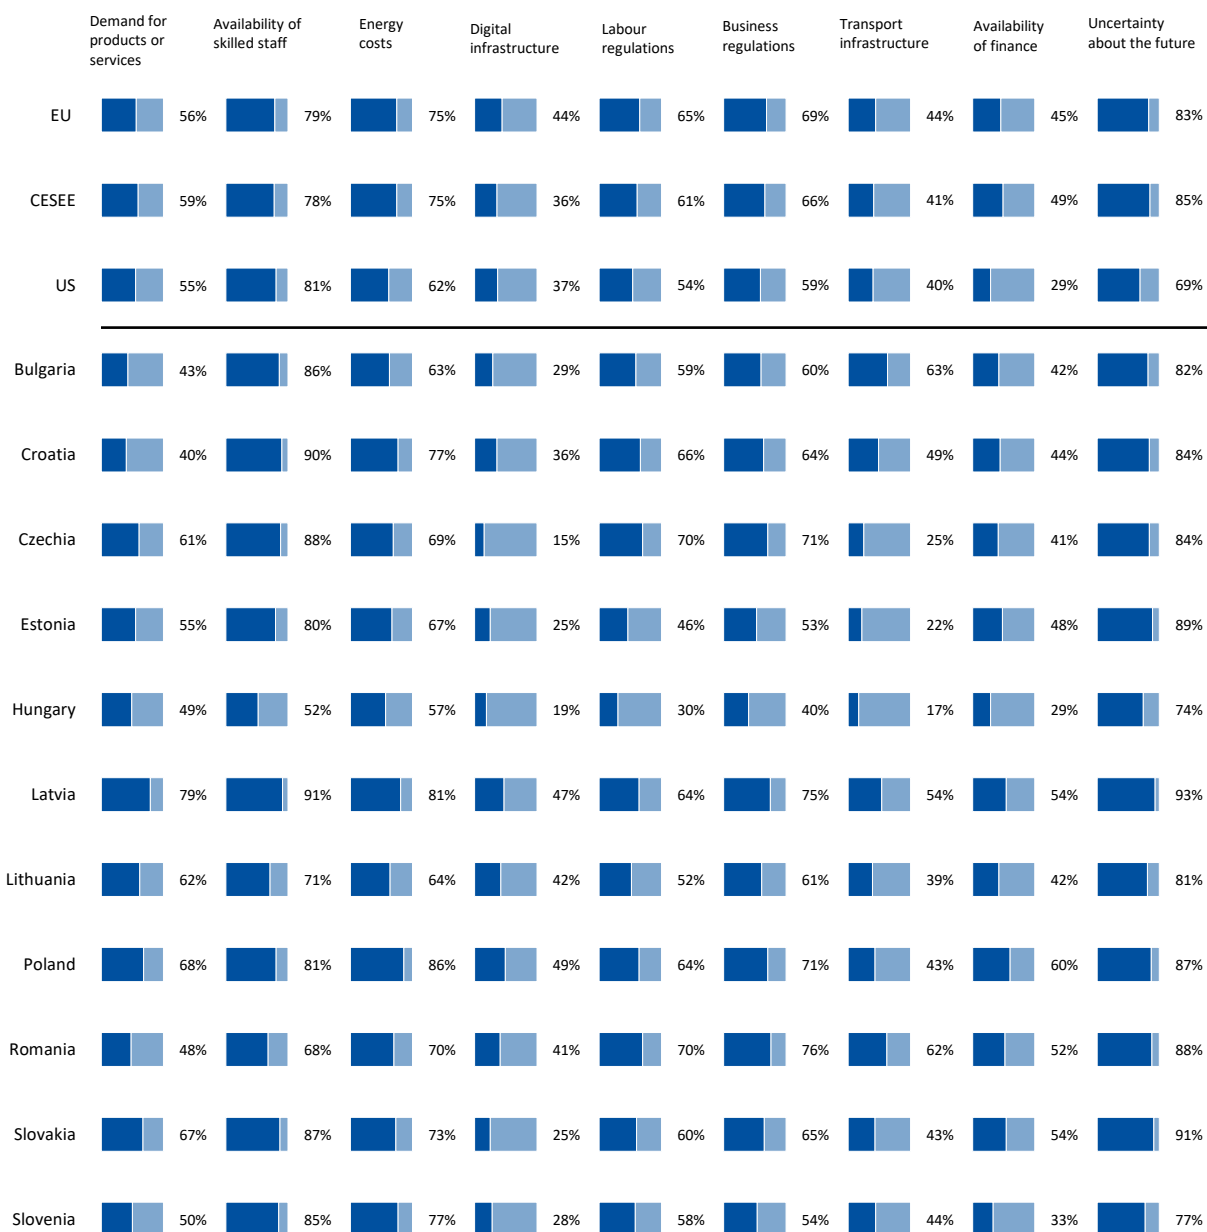 Demand for products or services
Availability of skilled staff
Energy costs
Digital infrastructure
Labour regulations
Business regulations
Transport infrastructure
Availability of finance
Uncertainty about the future
EU 56% 79% 75% 44% 65% 69% 44% 45% 83%
CESEE 59% 78% 75% 36% 61% 66% 41% 49% 85%
US 55% 81% 62% 37% 54% 59% 40% 29% 69%
Bulgaria 43% 86% 63% 29% 59% 60% 63% 42% 82%
Croatia 40% 90% 77% 36% 66% 64% 49% 44% 84%
Czechia 61% 88% 69% 15% 70% 71% 25% 41% 84%
Estonia 55% 80% 67% 25% 46% 53% 22% 48% 89%
Hungary 49% 52% 57% 19% 30% 40% 17% 29% 74%
Latvia 79% 91% 81% 47% 64% 75% 54% 54% 93%
Lithuania 62% 71% 64% 42% 52% 61% 39% 42% 81%
Poland 68% 81% 86% 49% 64% 71% 43% 60% 87%
Romania 48% 68% 70% 41% 70% 76% 62% 52% 88%
Slovakia 67% 87% 73% 25% 60% 65% 43% 54% 91%
Slovenia 50% 85% 77% 28% 58% 54% 44% 33% 77%